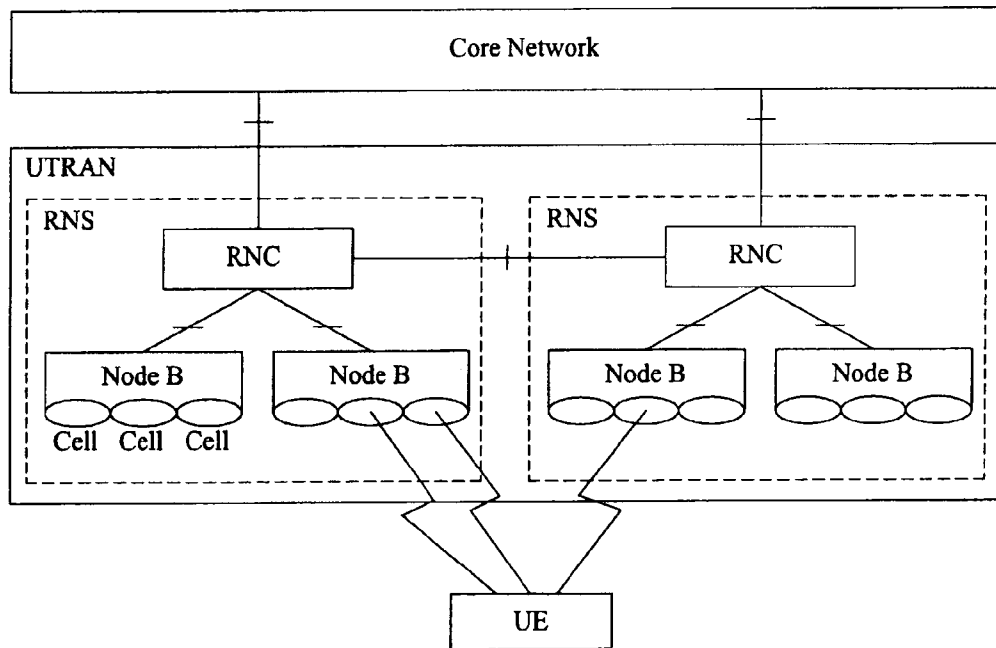 Core Network
UTRAN
RNS
RNS
RNC
RNC
Node B
Node B
Node B
Node B
Cell Cell Cell
UE